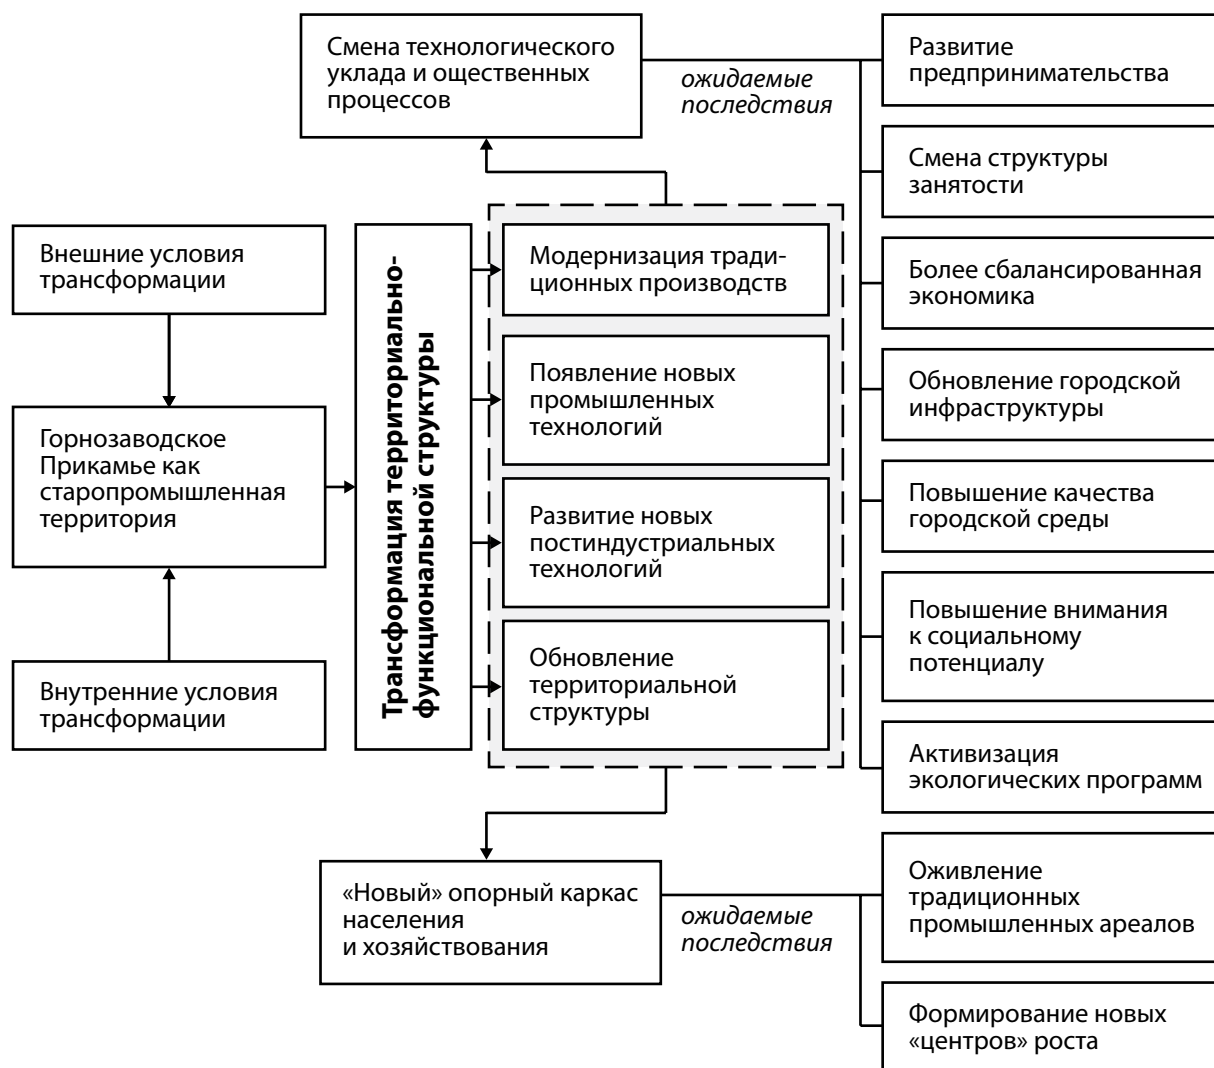 Смена технологического
уклада и ощественных
процессов
ожидаемые
последствия
Развитие
предпринимательства
Смена структуры
занятости
Более сбалансированная
экономика
Обновление городской
инфраструктуры
Повышение качества
городской среды
Повышение внимания
к социальному
потенциалу
Активизация
экологических программ
Внешние условия
трансформации
Горнозаводское
Прикамье как
старопромышленная
территория
Внутренние условия
трансформации
Трансформация территориально-
функциональной структуры
Модернизация тради-
ционных производств
Появление новых
промышленных
технологий
Развитие новых
постиндустриальных
технологий
Обновление
территориальной
структуры
«Новый» опорный каркас
населения
и хозяйствования
ожидаемые
последствия
Оживление
традиционных
промышленных ареалов
Формирование новых
«центров» роста